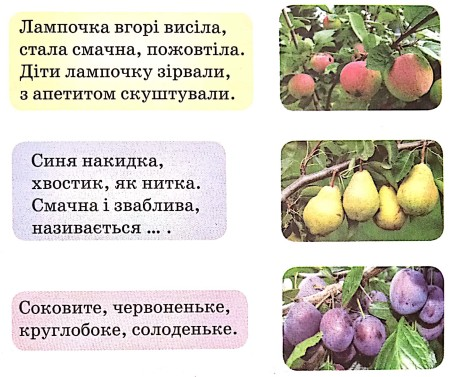 Лампочка вгорі висіла,
стала смачна, пожовтіла.
Діти лампочку зірвали,
з апетитом скуштували.
Синя накидка,
хвостик, як нитка.
Смачна і зваблива,
називається ... .
Соковите, червоненьке,
круглобоке, солоденьке.